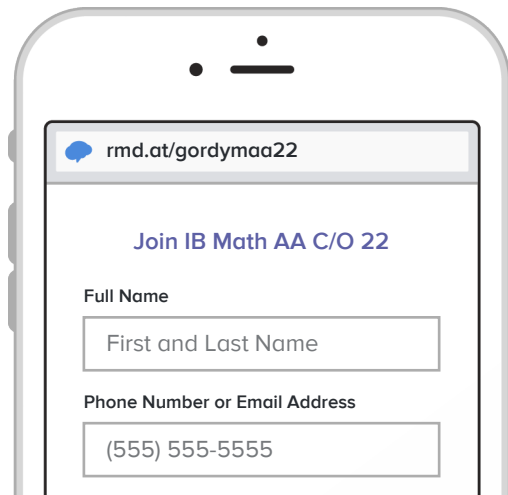 rmd.at/gordymaa22
Join IB Math AA C/O 22
Full Name
First and Last Name
Phone Number or Email Address
(555) 555-5555